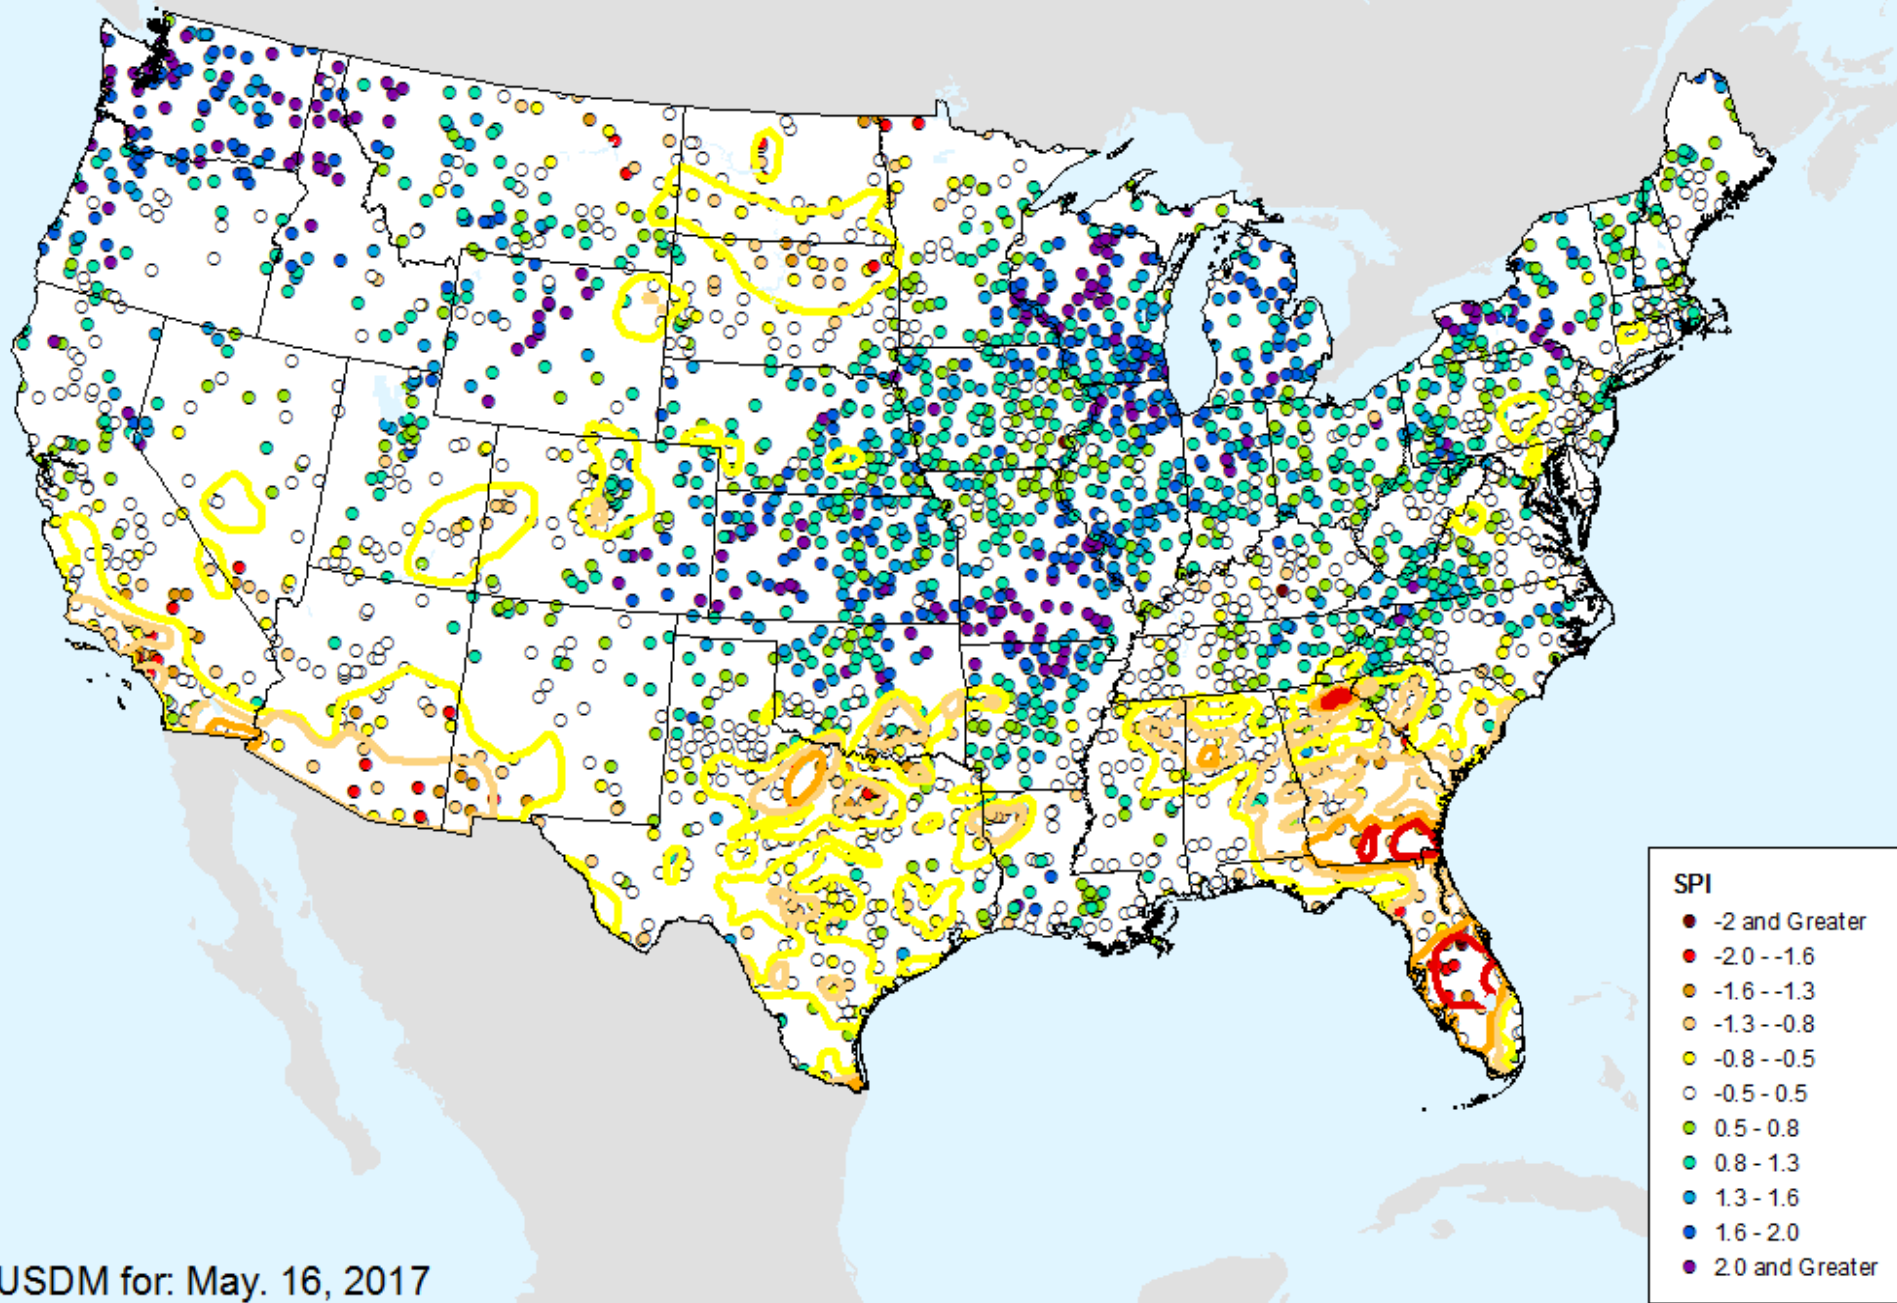 SPI
-2 and Greater
-2.0 - -1.6
-1.6 - -1.3
-1.3 - -0.8
-0.8 - -0.5
-0.5 - 0.5
0.5 - 0.8
0.8 - 1.3
1.3 - 1.6
1.6 - 2.0
2.0 and Greater
USDM for: May. 16, 2017